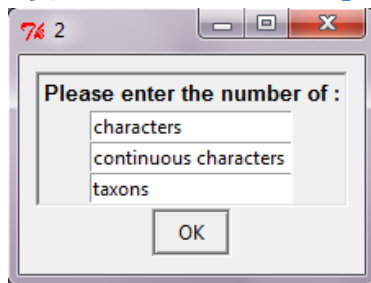 2
Please enter the number of :
characters
continuous characters
taxons
OK